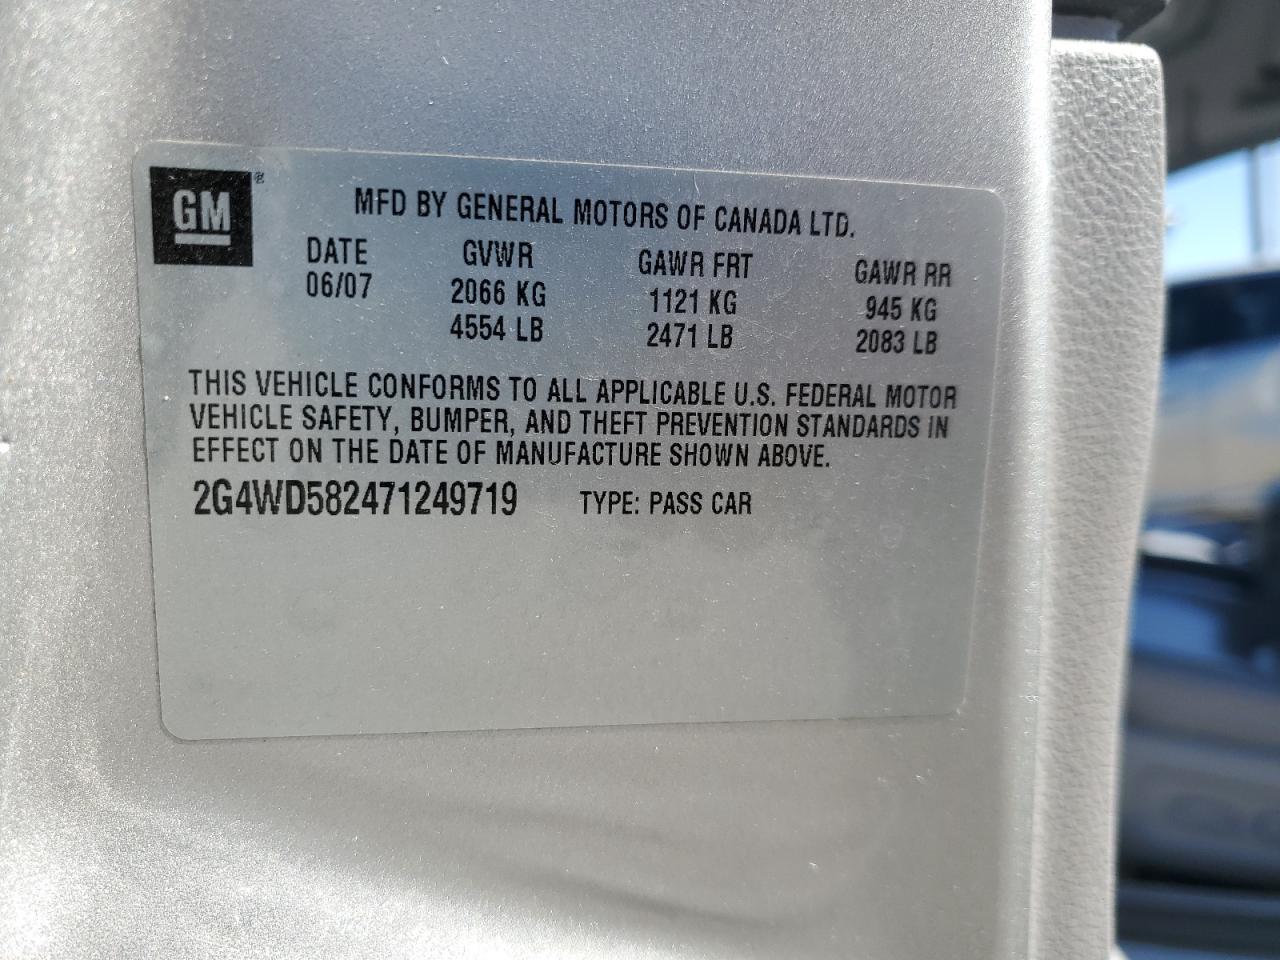 GM®
MFD BY GENERAL MOTORS OF CANADA LTD.
DATE GVWR GAWR FRT GAWR RR
06/07 2066 KG 1121 KG 945 KG
4554 LB 2471 LB 2083 LB
THIS VEHICLE CONFORMS TO ALL APPLICABLE U.S. FEDERAL MOTOR
VEHICLE SAFETY, BUMPER, AND THEFT PREVENTION STANDARDS IN
EFFECT ON THE DATE OF MANUFACTURE SHOWN ABOVE.
2G4WD582471249719 TYPE: PASS CAR